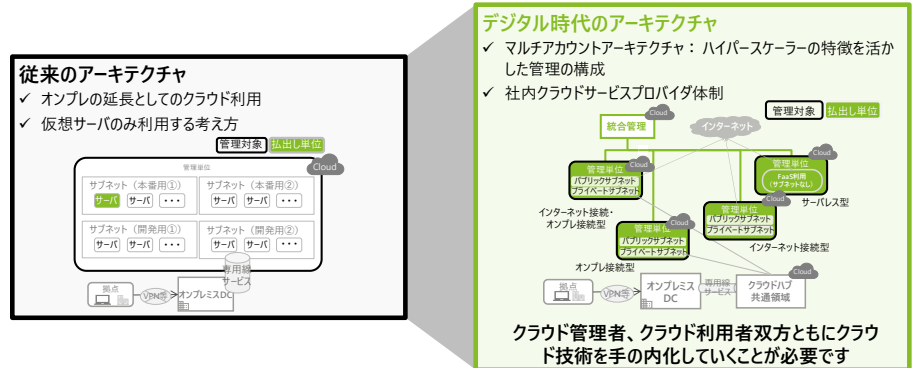 従来のアーキテクチャ
✓ オンプレの延長としてのクラウド利用
✓ 仮想サーバのみ利用する考え方
管理対象 払出し単位
管理単位
Cloud
サブネット（本番用①） サブネット（本番用②）
サーバ サーバ ・・・ サーバ サーバ ・・・
サブネット（開発用①） サブネット（開発用②）
サーバ サーバ ・・・ サーバ サーバ ・・・
専用線
サービス
拠点
VPN等
オンプレミスDC
デジタル時代のアーキテクチャ
✓ マルチアカウントアーキテクチャ： ハイパースケーラーの特徴を活か
した管理の構成
✓ 社内クラウドサービスプロバイダ体制
管理対象 払出し単位
Cloud
統合管理
インターネット
管理単位
Cloud
パブリックサブネット
プライベートサブネット
インターネット接続・
オンプレ接続型
管理単位
Cloud
パブリックサブネット
プライベートサブネット
オンプレ接続型
管理単位
Cloud
パブリックサブネット
プライベートサブネット
インターネット接続型
管理単位
Cloud
FaaS利用
（サブネットなし）
サーバレス型
拠点
VPN等
オンプレミス
DC
専用線
サービス
クラウドハブ
共通領域
Cloud
クラウド管理者、クラウド利用者双方ともにクラウ
ド技術を手の内化していくことが必要です